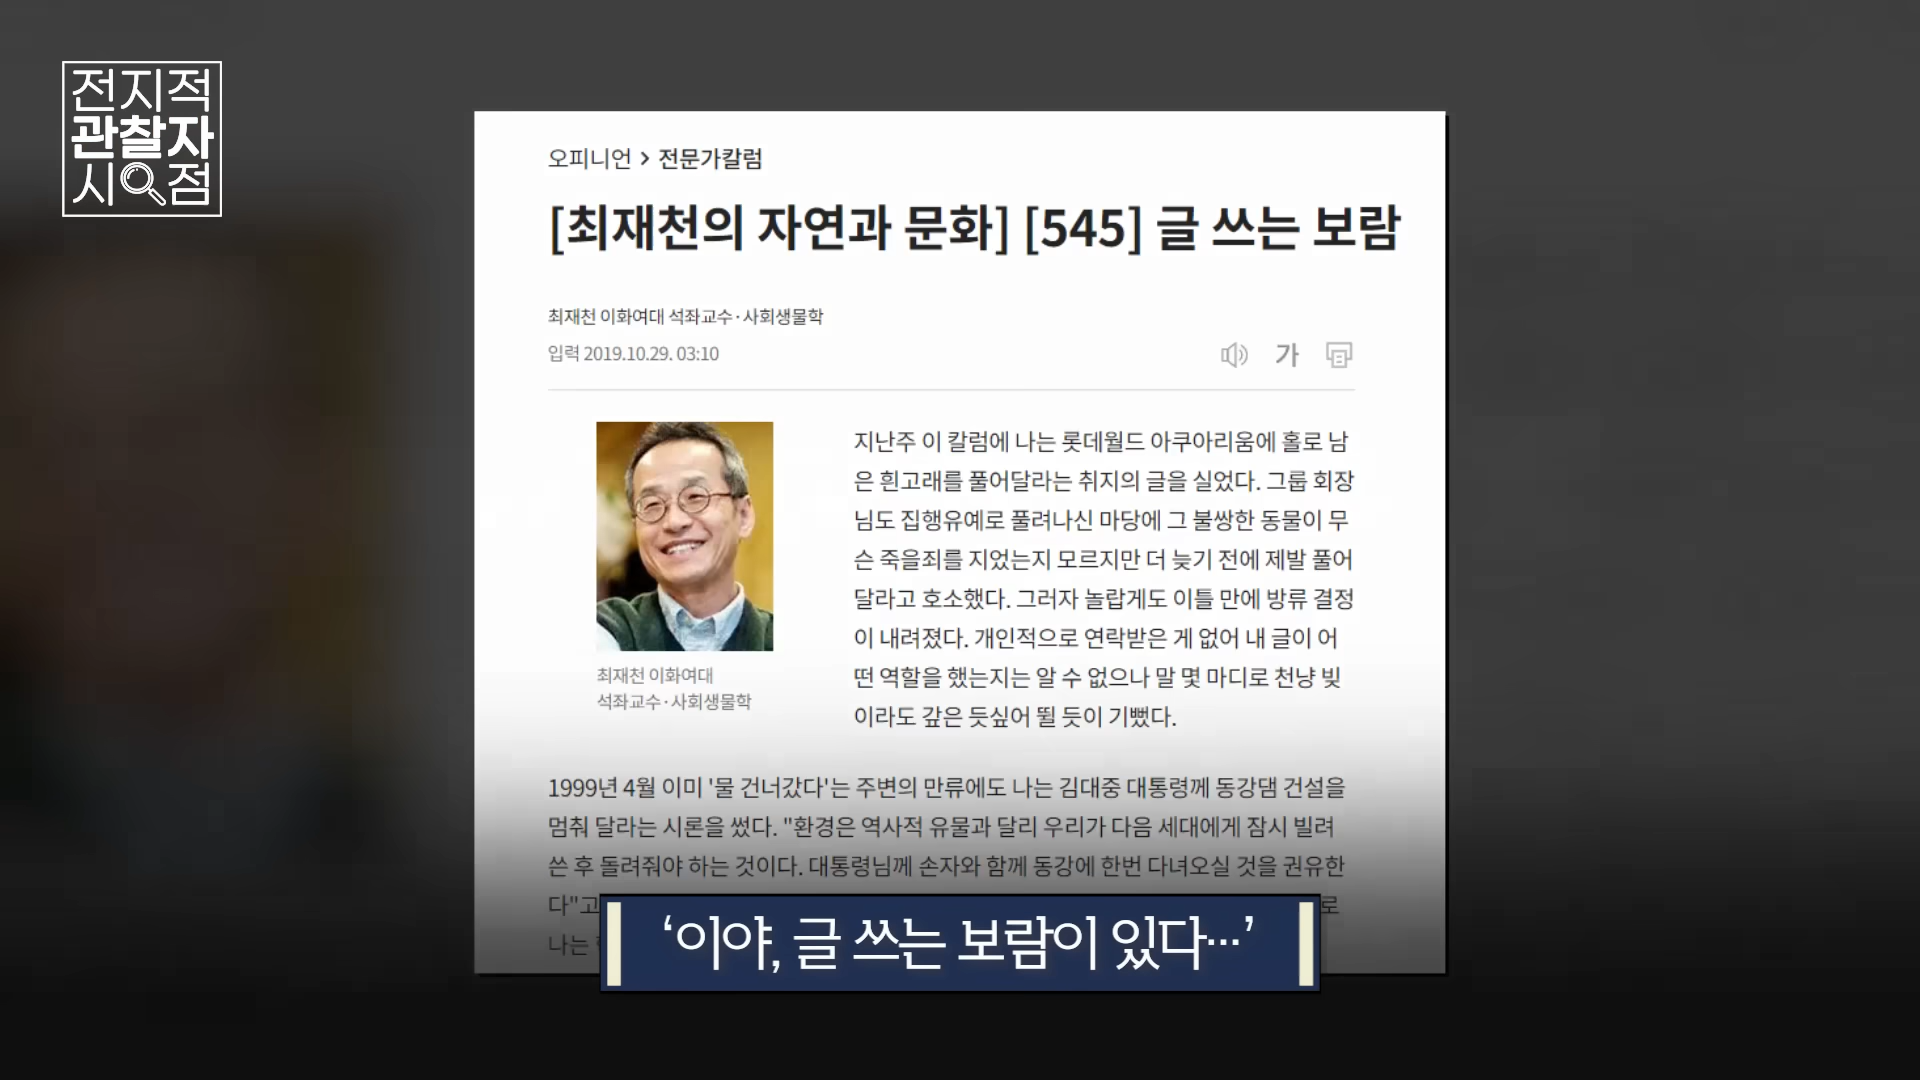 전지적
관찰자
시점
오피니언 > 전문가칼럼
[최재천의 자연과 문화] [545] 글 쓰는 보람
최재천 이화여대 석좌교수·사회생물학
입력 2019.10.29. 03:10
가
지난주 이 칼럼에 나는 롯데월드 아쿠아리움에 홀로 남
은 흰고래를 풀어달라는 취지의 글을 실었다. 그룹 회장
님도 집행유예로 풀려나신 마당에 그 불쌍한 동물이 무
슨 죽을죄를 지었는지 모르지만 더 늦기 전에 제발 풀어
달라고 호소했다. 그러자 놀랍게도 이틀 만에 방류 결정
이 내려졌다. 개인적으로 연락받은 게 없어 내 글이 어
떤 역할을 했는지는 알 수 없으나 말 몇 마디로 천냥 빚
이라도 갚은 듯싶어 뛸 듯이 기뻤다.
최재천 이화여대
석좌교수·사회생물학
1999년 4월 이미 '물 건너갔다'는 주변의 만류에도 나는 김대중 대통령께 동강댐 건설을
멈춰 달라는 시론을 썼다. "환경은 역사적 유물과 달리 우리가 다음 세대에게 잠시 빌려
쓴 후 돌려줘야 하는 것이다. 대통령님께 손자와 함께 동강에 한번 다녀오실 것을 권유한
다"고 로
나는
‘이야, 글 쓰는 보람이 있다…’